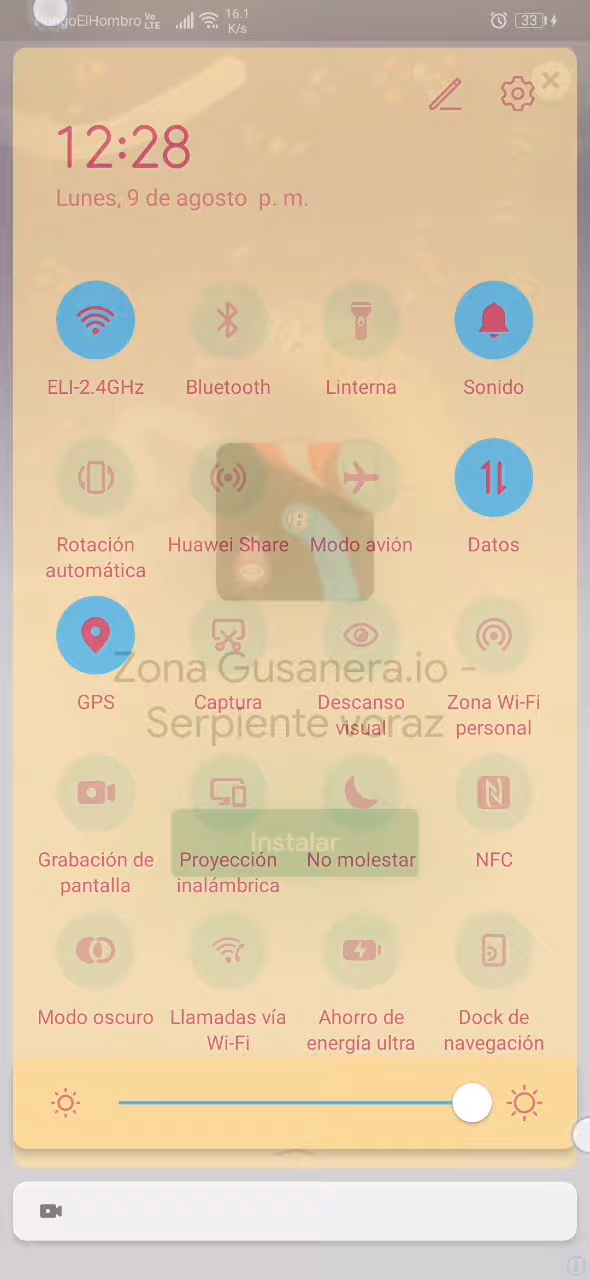 PongoElHombro Vo LTE 16.1 K/s 33
12:28
Lunes, 9 de agosto p. m.
ELI-2.4GHz Bluetooth Linterna Sonido
Rotación automática Huawei Share Modo avión Datos
Zona Gusanera.io -
Serpiente voraz
GPS Captura Descanso visual Zona Wi-Fi personal
Instalar
Grabación de pantalla Proyección inalámbrica No molestar NFC
Modo oscuro Llamadas vía Wi-Fi Ahorro de energía ultra Dock de navegación